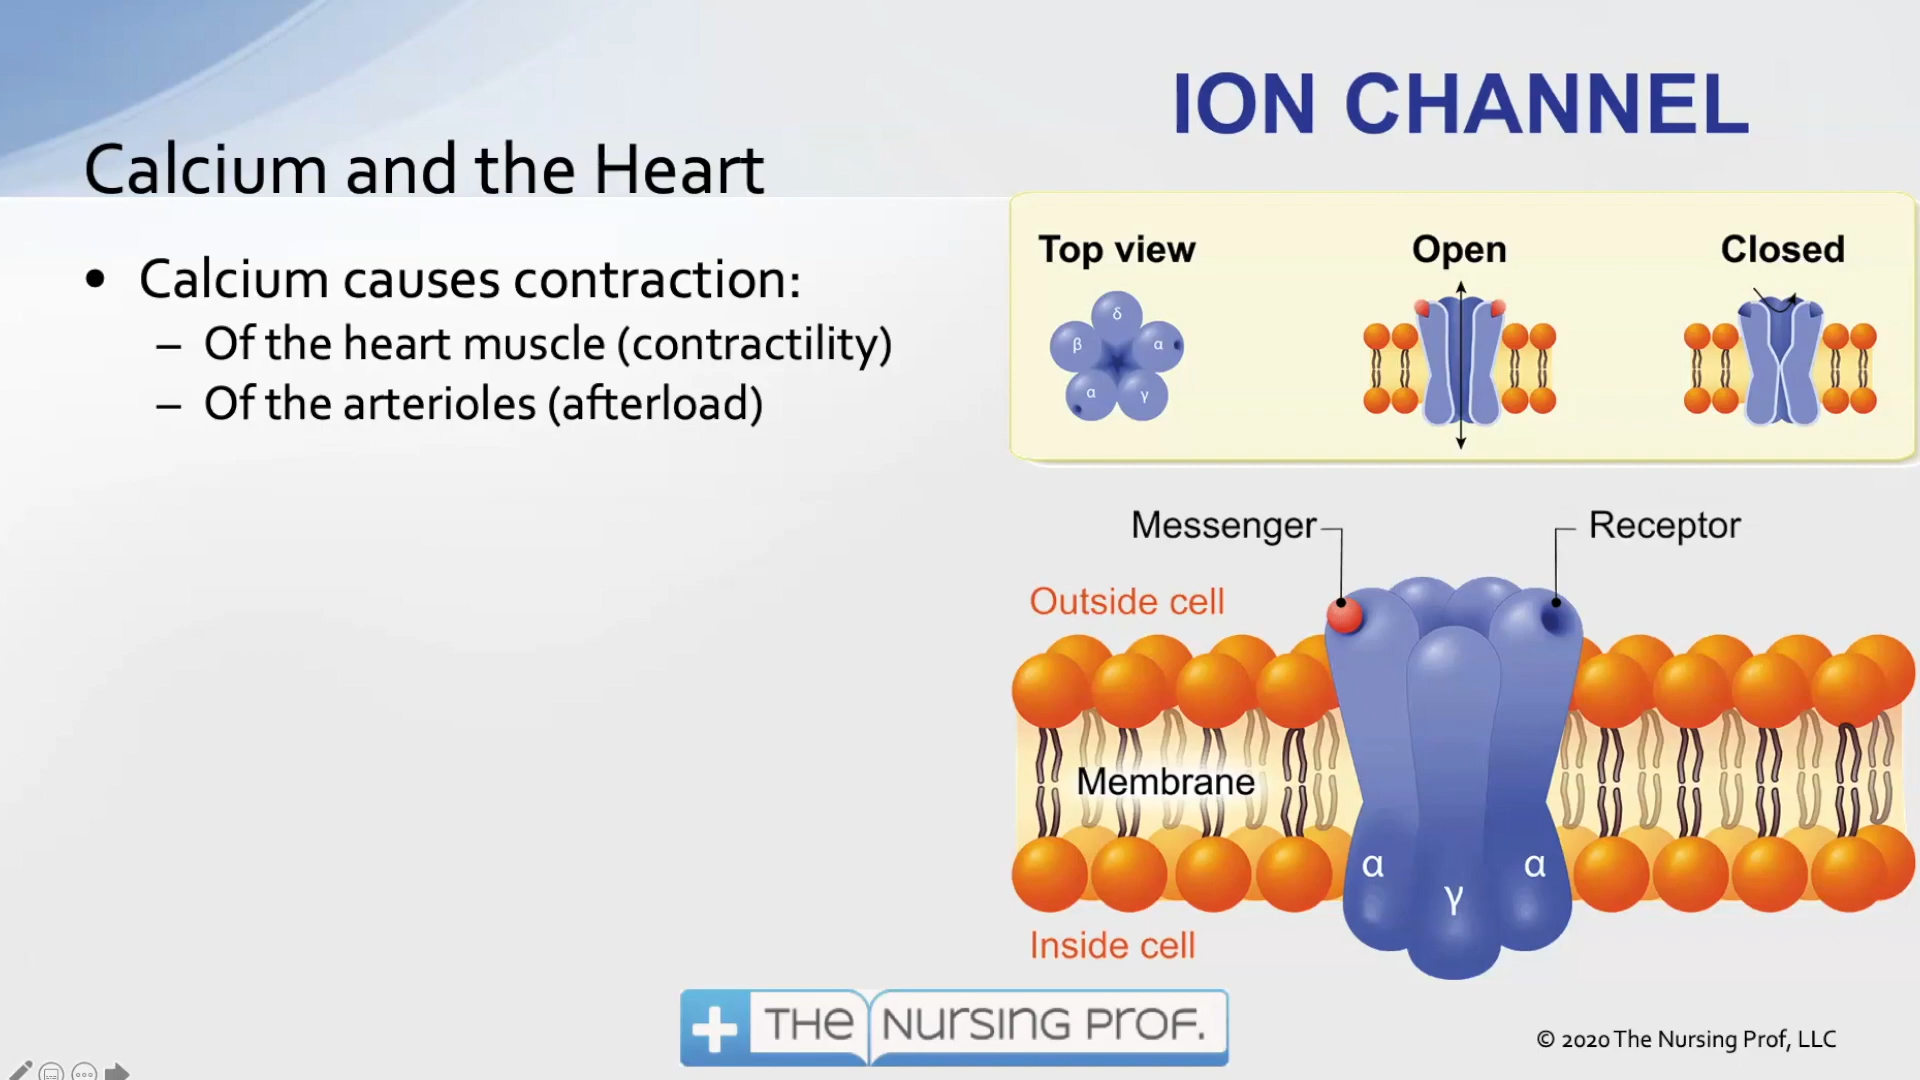 Calcium and the Heart
• Calcium causes contraction:
– Of the heart muscle (contractility)
– Of the arterioles (afterload)
ION CHANNEL
Top view
Open
Closed
δ
β
α
α
γ
Messenger
Receptor
Outside cell
Membrane
α
α
γ
Inside cell
THE NURSING PROF.
© 2020 The Nursing Prof, LLC